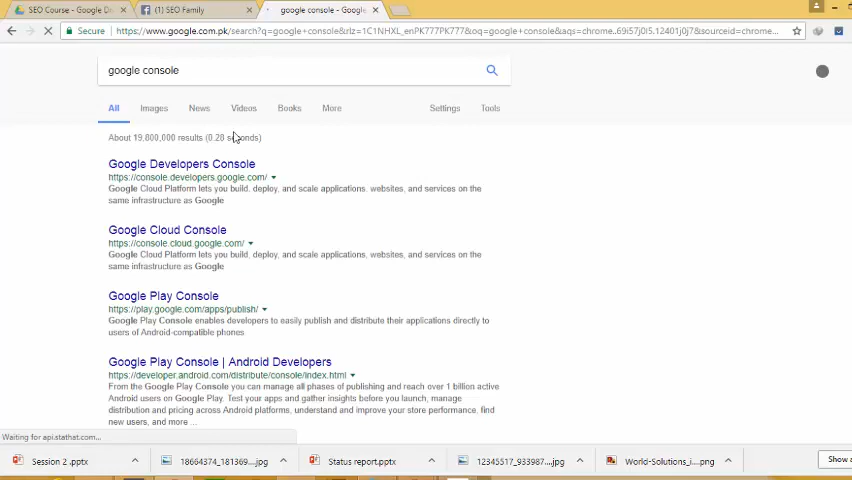 SEO Course - Google D
(1) SEO Family
google console - Google
Secure
https://www.google.com.pk/search?q=google+console&rlz=1C1NHXL_enPK777PK777&oq=google+console&aqs=chrome..69i57j0l5.12401j0j7&sourceid=chrome...
google console
All
Images
News
Videos
Books
More
Settings
Tools
About 19,800,000 results (0.28 seconds)
Google Developers Console
https://console.developers.google.com/
Google Cloud Platform lets you build, deploy, and scale applications, websites, and services on the
same infrastructure as Google
Google Cloud Console
https://console.cloud.google.com/
Google Cloud Platform lets you build, deploy, and scale applications, websites, and services on the
same infrastructure as Google
Google Play Console
https://play.google.com/apps/publish/
Google Play Console enables developers to easily publish and distribute their applications directly to
users of Android-compatible phones
Google Play Console | Android Developers
https://developer.android.com/distribute/console/index.html
From the Google Play Console you can manage all phases of publishing and reach over 1 billion active
Android users on Google Play. Test your apps and gather insights before you launch, manage
distribution and pricing across Android platforms, understand and improve your store performance, find
new users, and more ...
Waiting for api.stathat.com...
Session 2 .pptx
18664374_181369....jpg
Status report.pptx
12345517_933987....jpg
World-Solutions_i....png
Show a